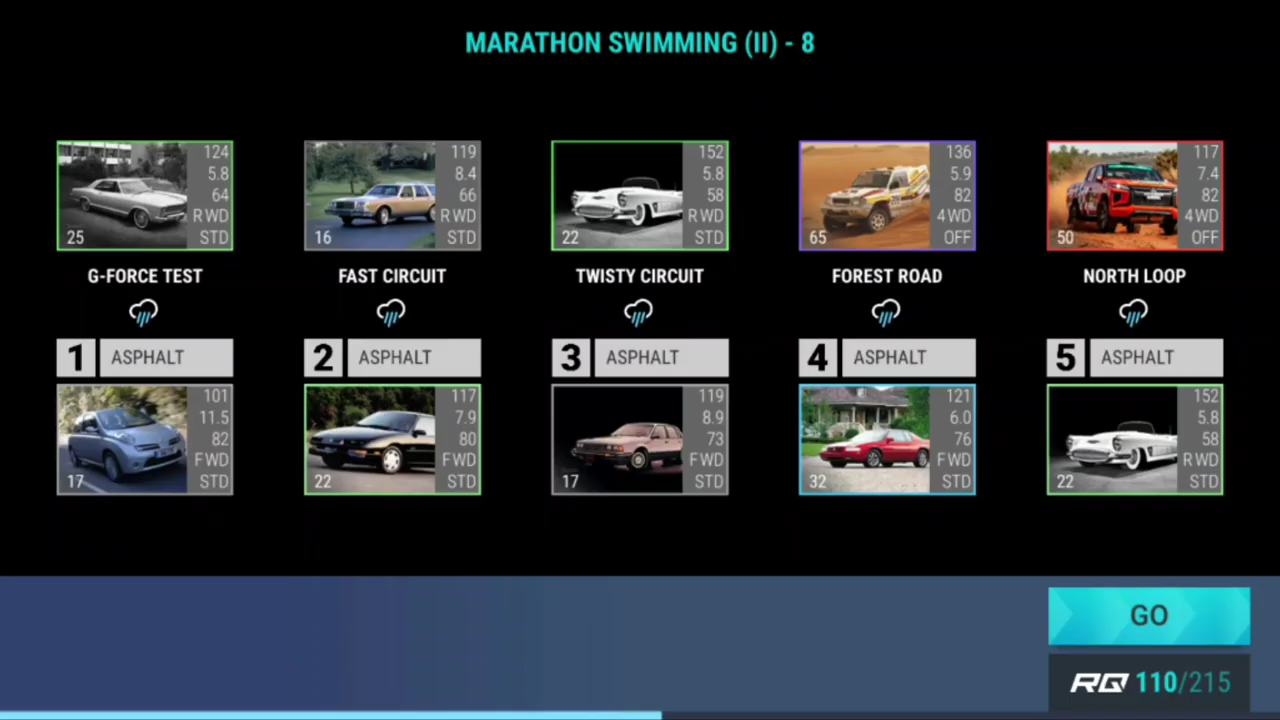 MARATHON SWIMMING (II) - 8
124
5.8
64
RWD
STD
25
119
8.4
66
RWD
STD
16
152
5.8
58
RWD
STD
22
136
5.9
82
4WD
OFF
65
117
7.4
82
4WD
OFF
50
G-FORCE TEST
FAST CIRCUIT
TWISTY CIRCUIT
FOREST ROAD
NORTH LOOP
1 ASPHALT
2 ASPHALT
3 ASPHALT
4 ASPHALT
5 ASPHALT
101
11.5
82
FWD
STD
17
117
7.9
80
FWD
STD
22
119
8.9
73
FWD
STD
17
121
6.0
76
FWD
STD
32
152
5.8
58
RWD
STD
22
GO
RQ 110/215